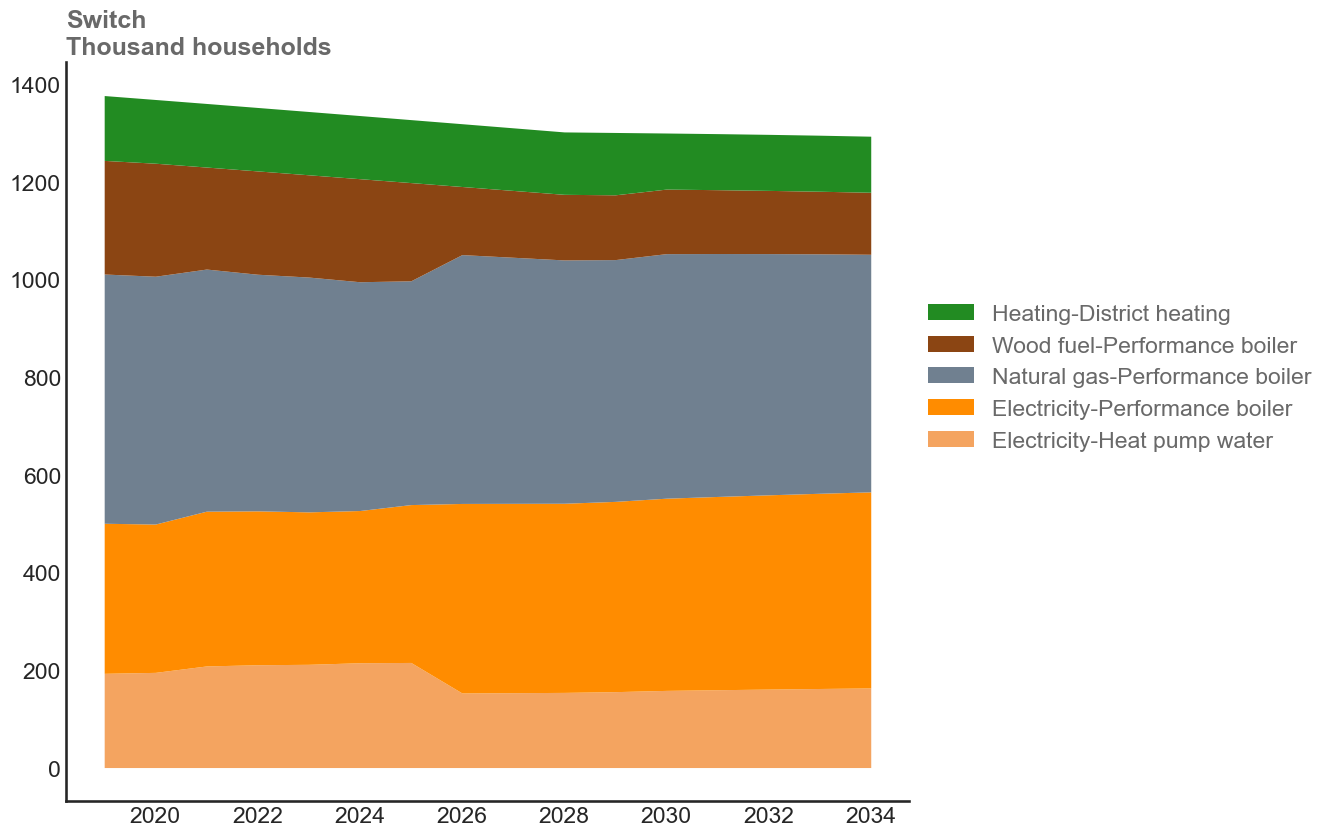 Switch
Thousand households
1400
1200
1000
800
600
400
200
0
2020 2022 2024 2026 2028 2030 2032 2034
Heating-District heating
Wood fuel-Performance boiler
Natural gas-Performance boiler
Electricity-Performance boiler
Electricity-Heat pump water